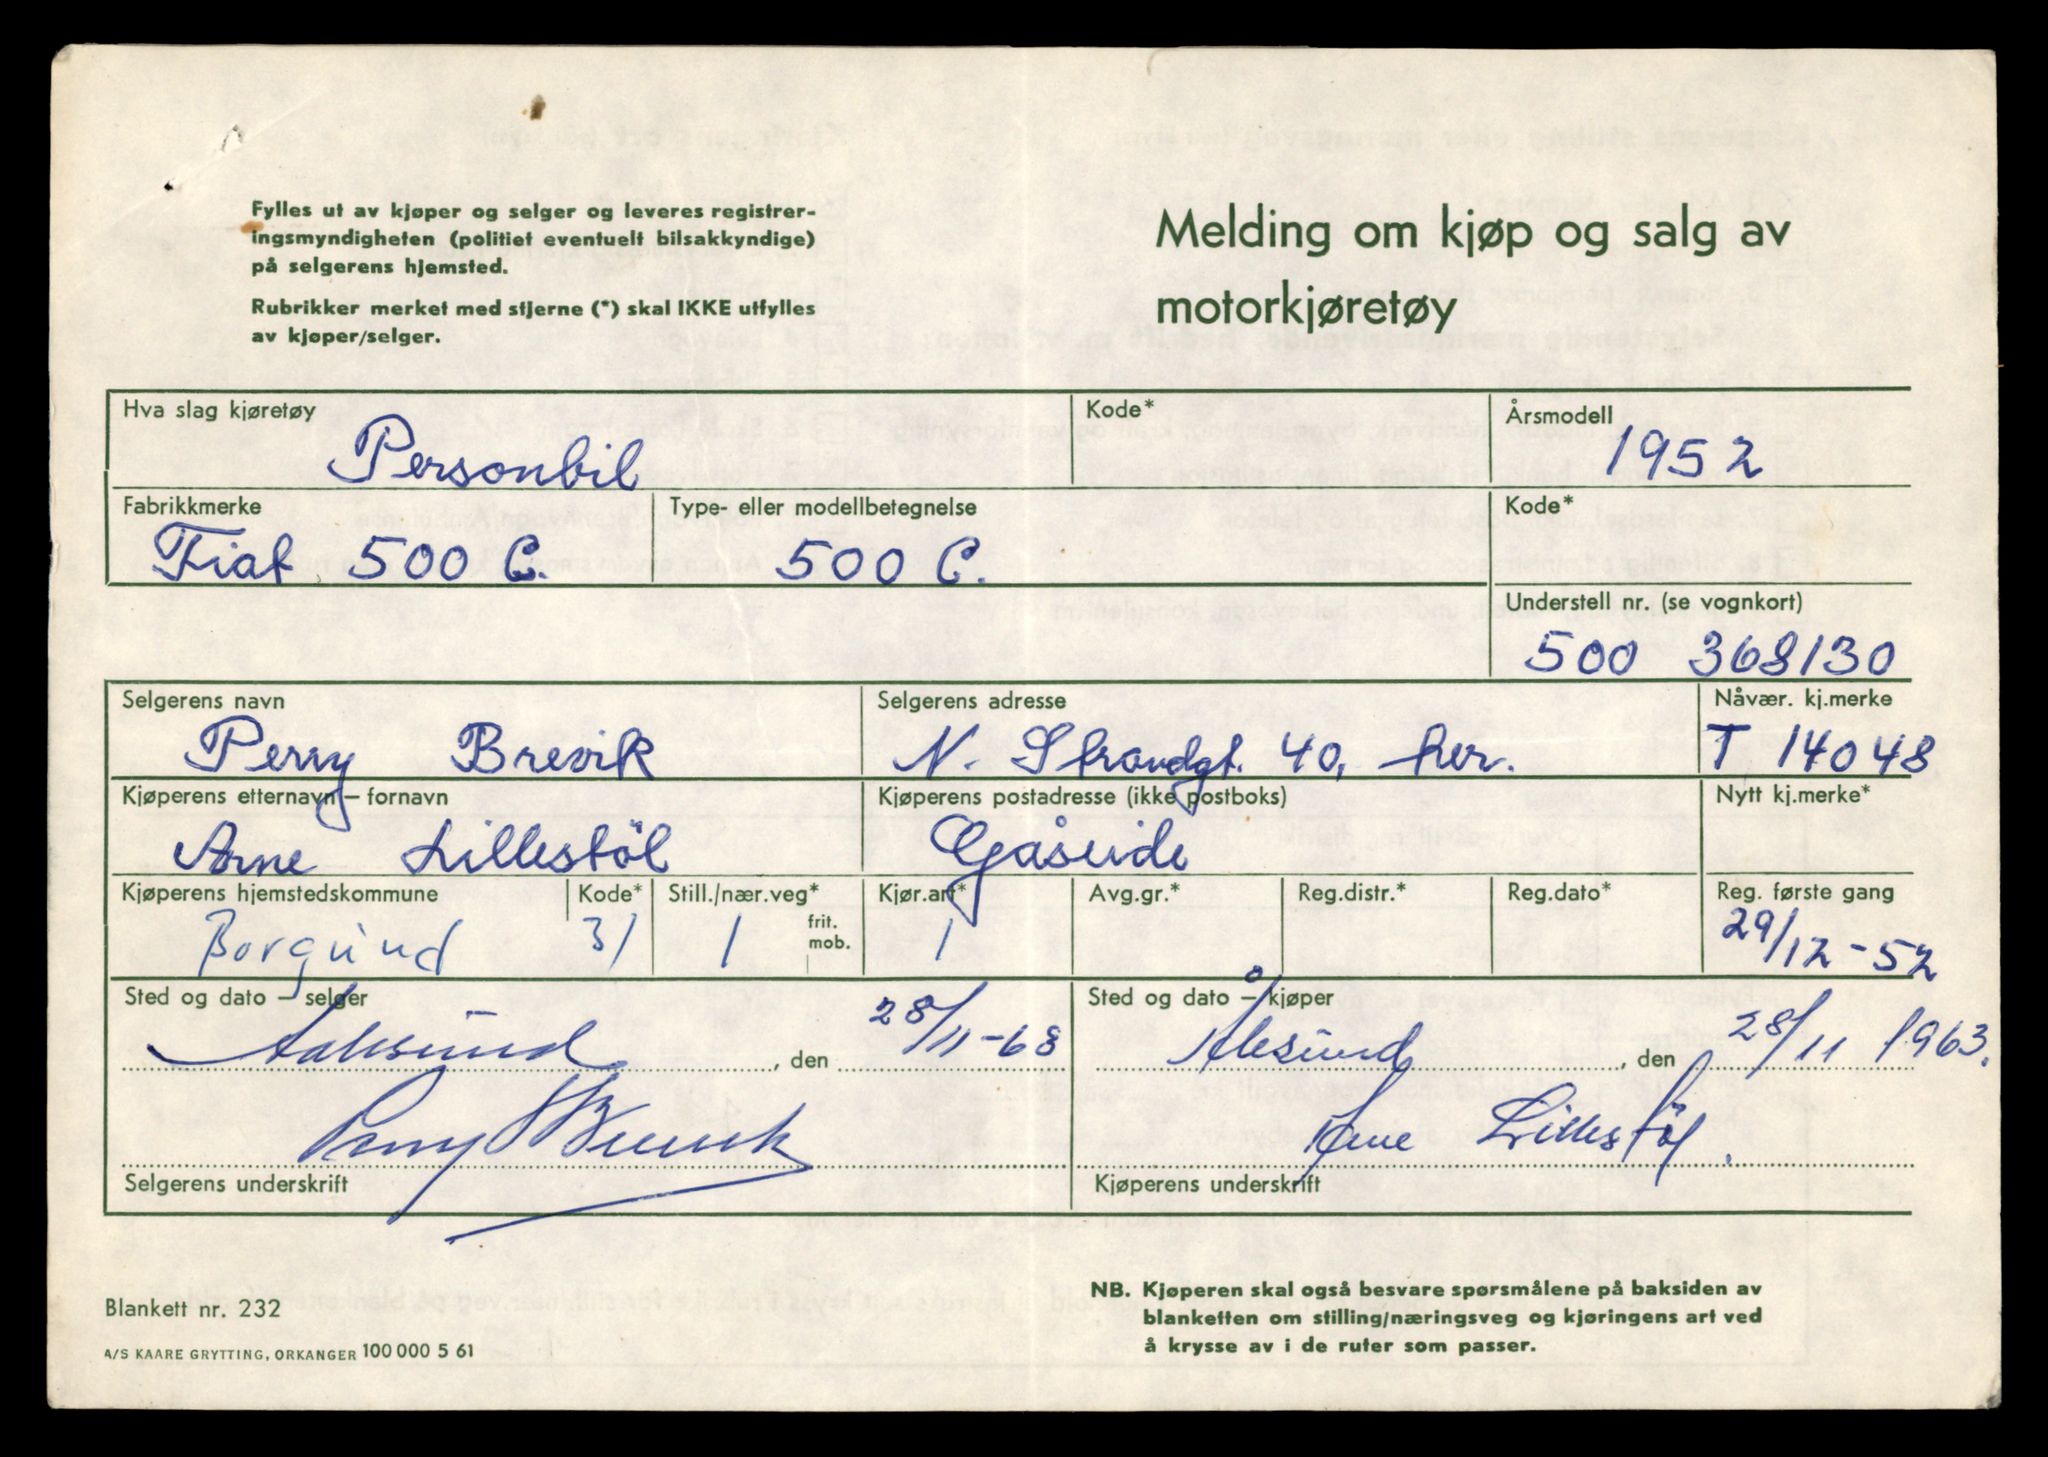 Fylles ut av kjøper og selger og leveres registrer-
ingsmyndigheten (politiet eventuelt bilsakkyndige)
på selgerens hjemsted.
Rubrikker merket med stjerne (*) skal IKKE utfylles
av kjøper/selger.
Melding om kjøp og salg av
motorkjøretøy
Hva slag kjøretøy
Personbil
Kode*
Årsmodell
1952
Fabrikkmerke
Fiat 500 C.
Type- eller modellbetegnelse
500 C.
Kode*
Understell nr. (se vognkort)
500 368130
Selgerens navn
Perry Brevik
Selgerens adresse
N. Strandgt. 40, her.
Nåvær. kj.merke
T 14048
Kjøperens etternavn – fornavn
Arne Lillestöl
Kjøperens postadresse (ikke postboks)
Gåseide
Nytt kj.merke*
Kjøperens hjemstedskommune
Borgund
Kode*
31
Still./nær.veg*
1
frit.
mob.
Kjør.art*
1
Avg.gr.*
Reg.distr.*
Reg.dato*
Reg. første gang
29/12-52
Sted og dato – selger
Aalesund, den 28/11-63
Sted og dato – kjøper
Ålesund, den 28/11 1963.
Perry Brevik
Selgerens underskrift
Arne Lillestöl.
Kjøperens underskrift
Blankett nr. 232
A/S KAARE GRYTTING, ORKANGER 100 000 5 61
NB. Kjøperen skal også besvare spørsmålene på baksiden av
blanketten om stilling/næringsveg og kjøringens art ved
å krysse av i de ruter som passer.